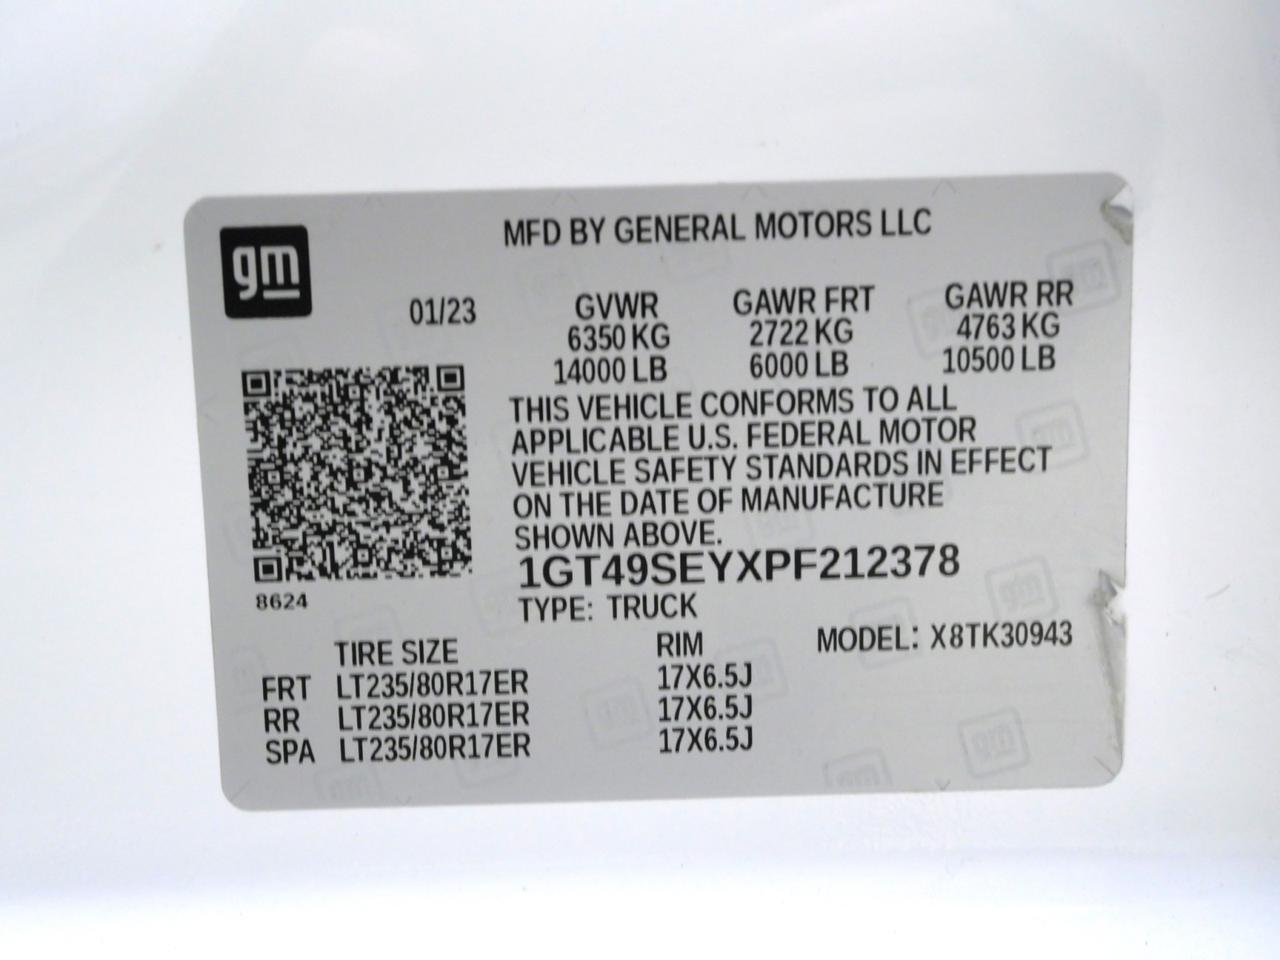 MFD BY GENERAL MOTORS LLC
gm
01/23 GVWR GAWR FRT GAWR RR
6350 KG 2722 KG 4763 KG
14000 LB 6000 LB 10500 LB
THIS VEHICLE CONFORMS TO ALL
APPLICABLE U.S. FEDERAL MOTOR
VEHICLE SAFETY STANDARDS IN EFFECT
ON THE DATE OF MANUFACTURE
SHOWN ABOVE.
1GT49SEYXPF212378
8624
TYPE: TRUCK
TIRE SIZE RIM MODEL: X8TK30943
FRT LT235/80R17ER 17X6.5J
RR LT235/80R17ER 17X6.5J
SPA LT235/80R17ER 17X6.5J